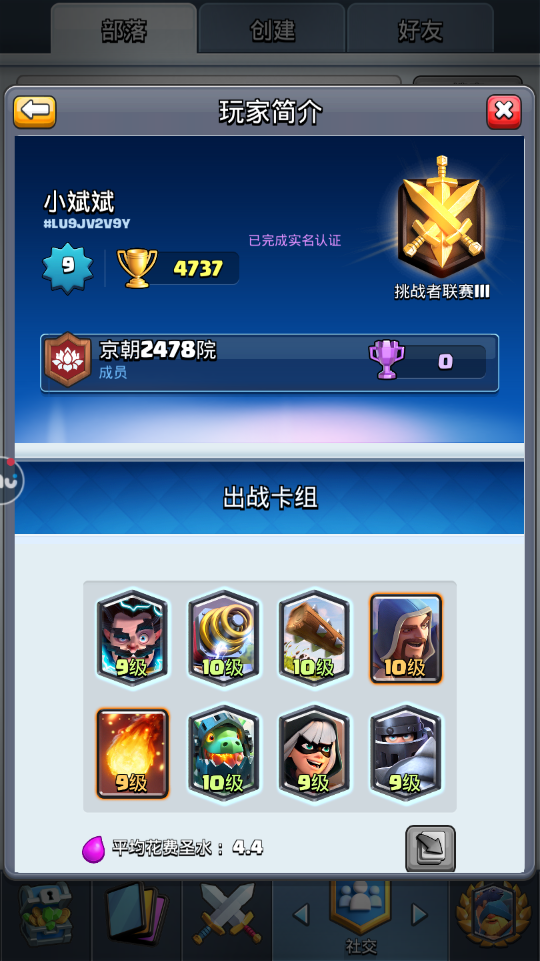 部落
创建
好友
玩家简介
小斌斌
#LU9JV2V9Y
已完成实名认证
9
4737
挑战者联赛III
京朝2478院
成员
0
出战卡组
9级
10级
10级
10级
9级
10级
9级
9级
平均花费圣水：4.4
社交